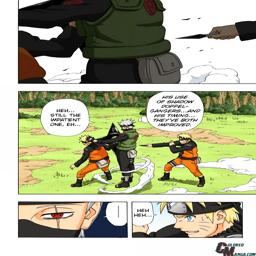 HEH...
STILL
THE
IMPATIENT
ONE, EH...
HIS USE
OF SHADOW
DOPPEL-
GANGERS...AND
HIS TIMING...
THEY'VE BOTH
IMPROVED.
HEH
HEH...
COLORED
MANGA.COM